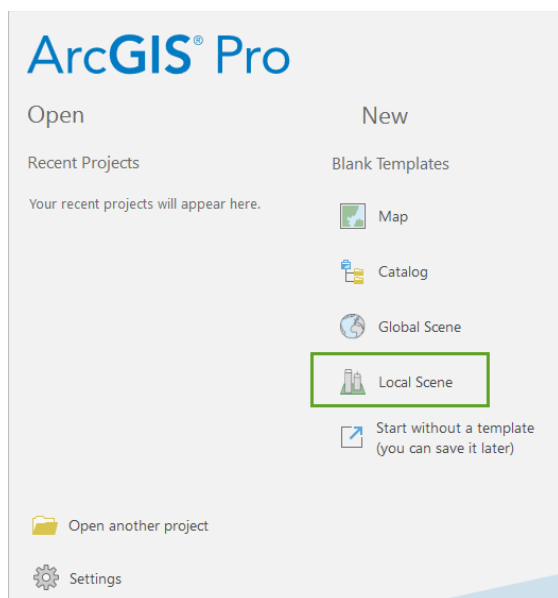 ArcGIS® Pro
Open
New
Recent Projects
Blank Templates
Your recent projects will appear here.
Map
Catalog
Global Scene
Local Scene
Start without a template
(you can save it later)
Open another project
Settings